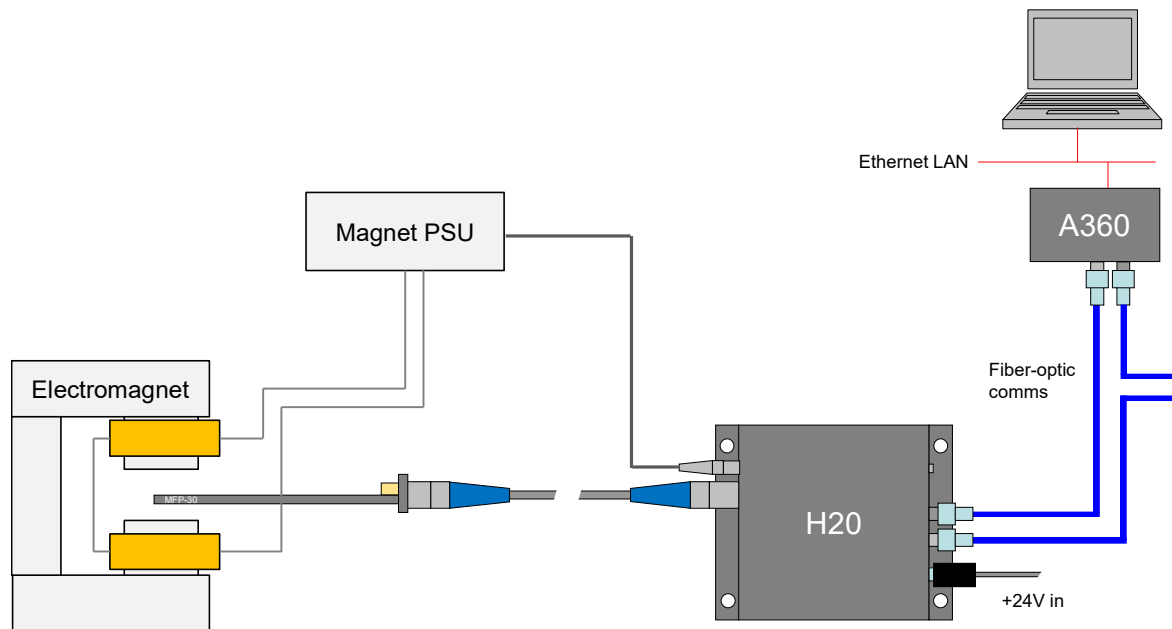 Ethernet LAN
A360
Magnet PSU
Fiber-optic
comms
Electromagnet
MFP-30
H20
+24V in